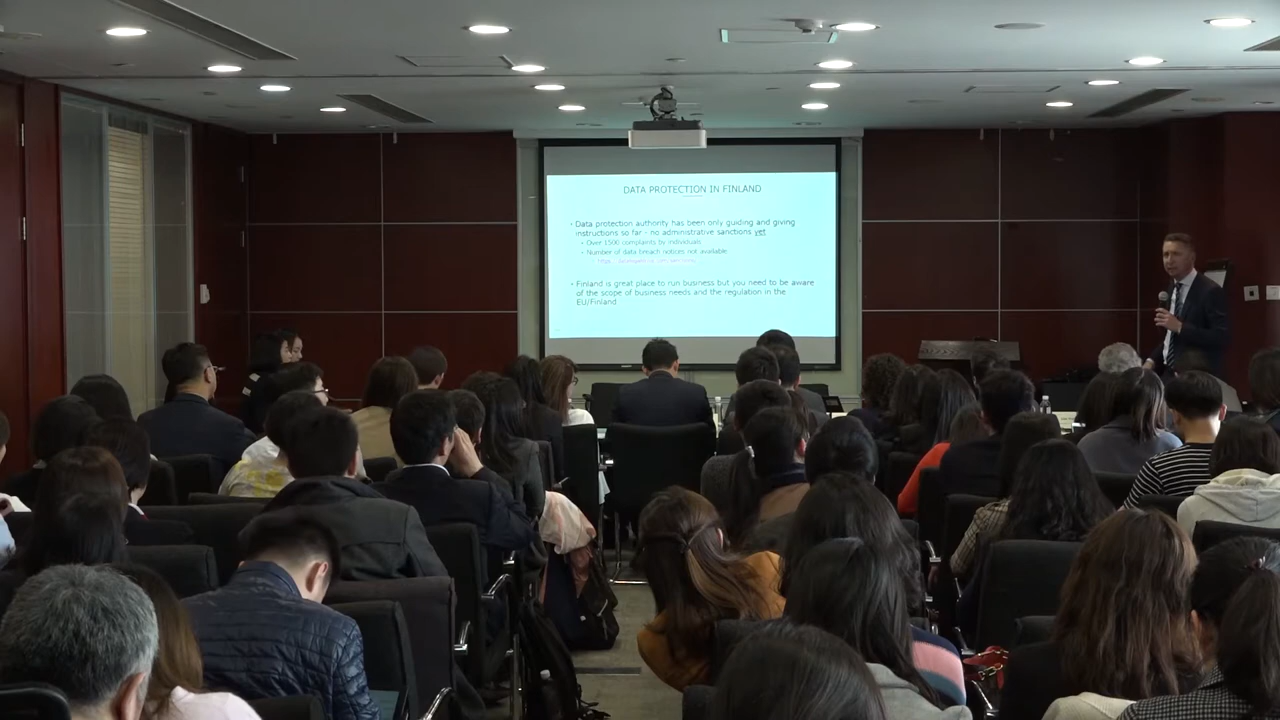 DATA PROTECTION IN FINLAND
Data protection authority has been only guiding and giving
instructions so far - no administrative sanctions yet
Over 1500 complaints by individuals
Number of data breach notices not available
Finland is great place to run business but you need to be aware
of the scope of business needs and the regulation in the
EU/Finland